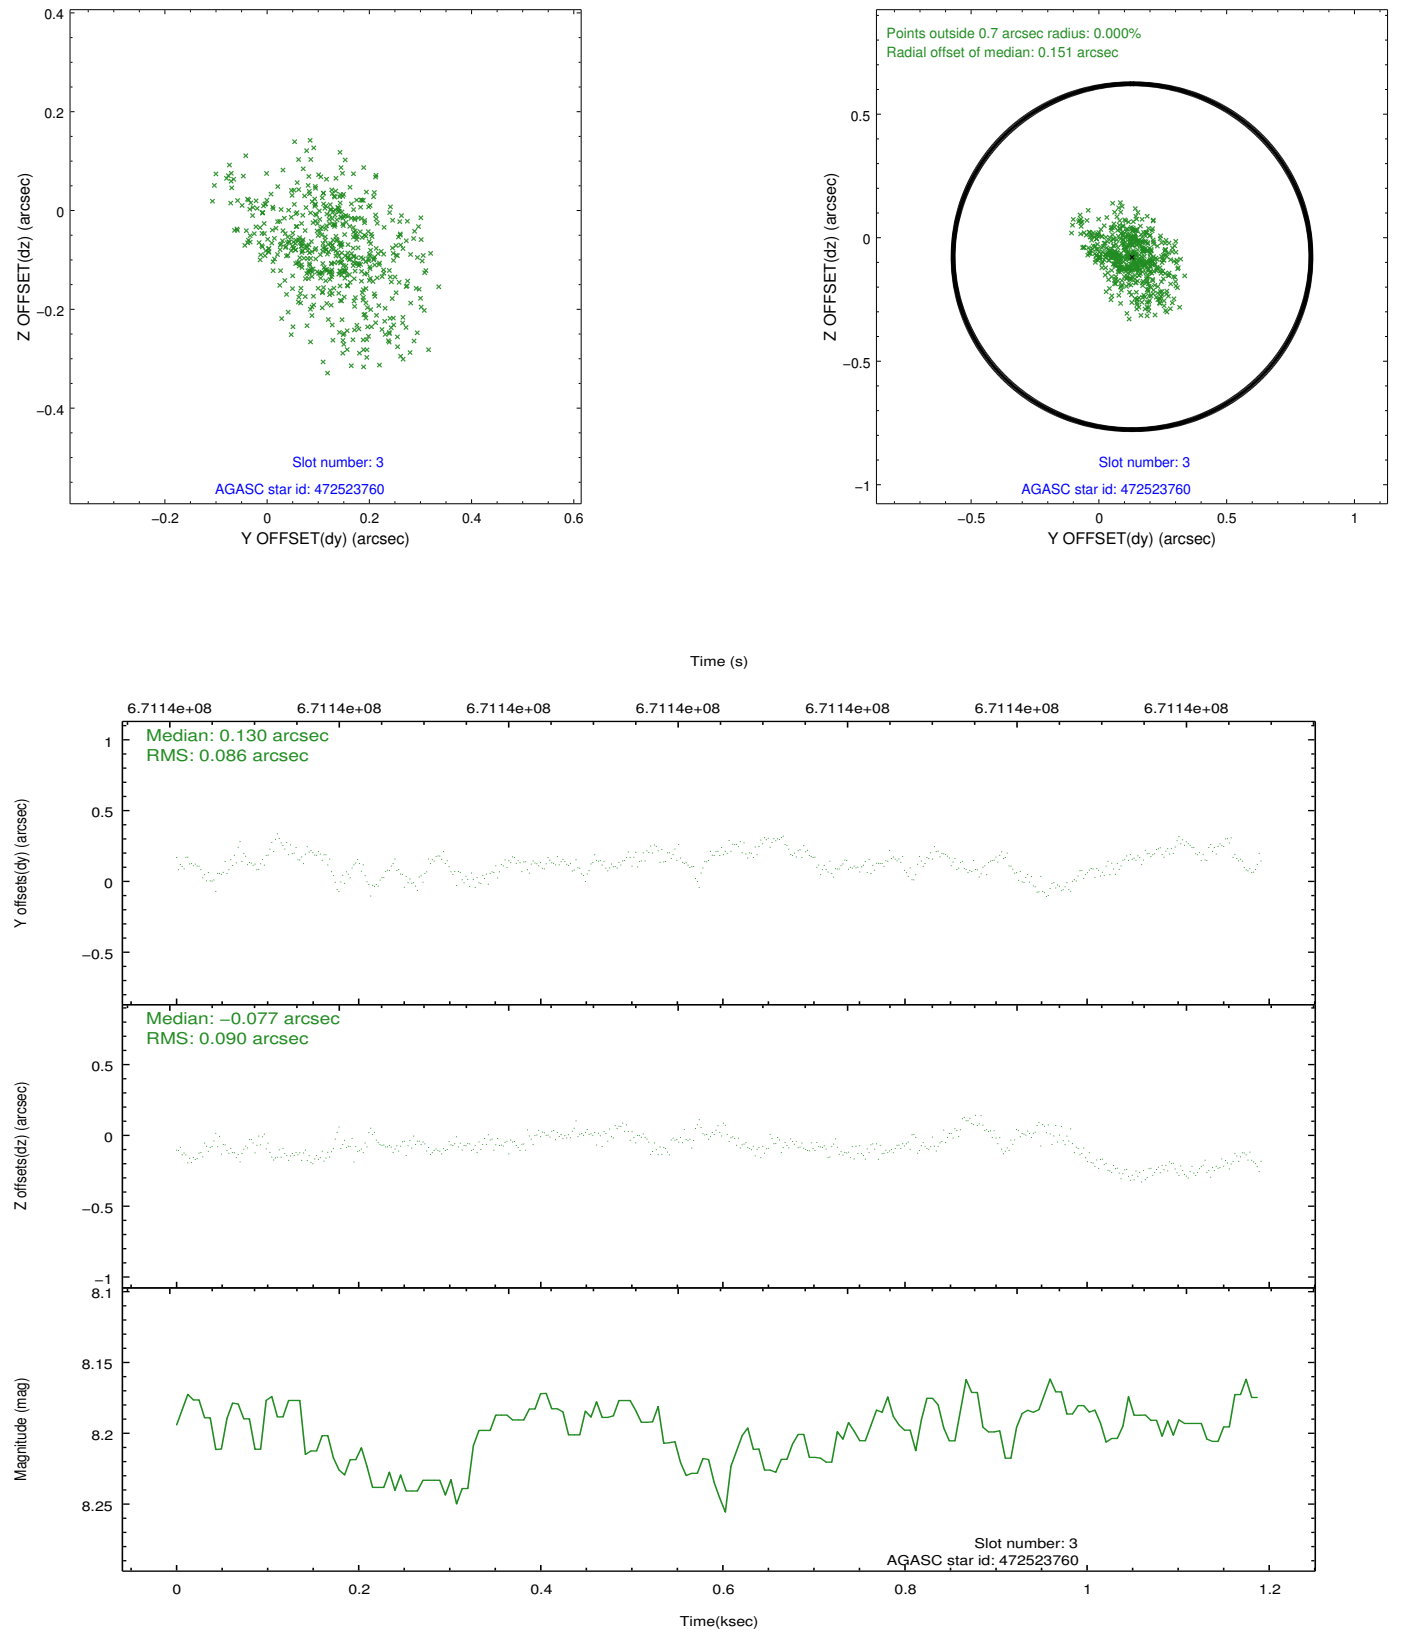 0.4
0.2
0
−0.2
−0.4
Z OFFSET(dz) (arcsec)
Slot number: 3
AGASC star id: 472523760
−0.2 0 0.2 0.4 0.6
Y OFFSET(dy) (arcsec)
Points outside 0.7 arcsec radius: 0.000%
Radial offset of median: 0.151 arcsec
0.5
0
−0.5
−1
Z OFFSET(dz) (arcsec)
Slot number: 3
AGASC star id: 472523760
−0.5 0 0.5 1
Y OFFSET(dy) (arcsec)
Time (s)
6.7114e+08 6.7114e+08 6.7114e+08 6.7114e+08 6.7114e+08 6.7114e+08 6.7114e+08
Median: 0.130 arcsec
RMS: 0.086 arcsec
1
0.5
0
−0.5
Y offsets(dy) (arcsec)
Median: −0.077 arcsec
RMS: 0.090 arcsec
0.5
0
−0.5
−1
Z offsets(dz) (arcsec)
8.1
8.15
8.2
8.25
Magnitude (mag)
Slot number: 3
AGASC star id: 472523760
0 0.2 0.4 0.6 0.8 1 1.2
Time(ksec)